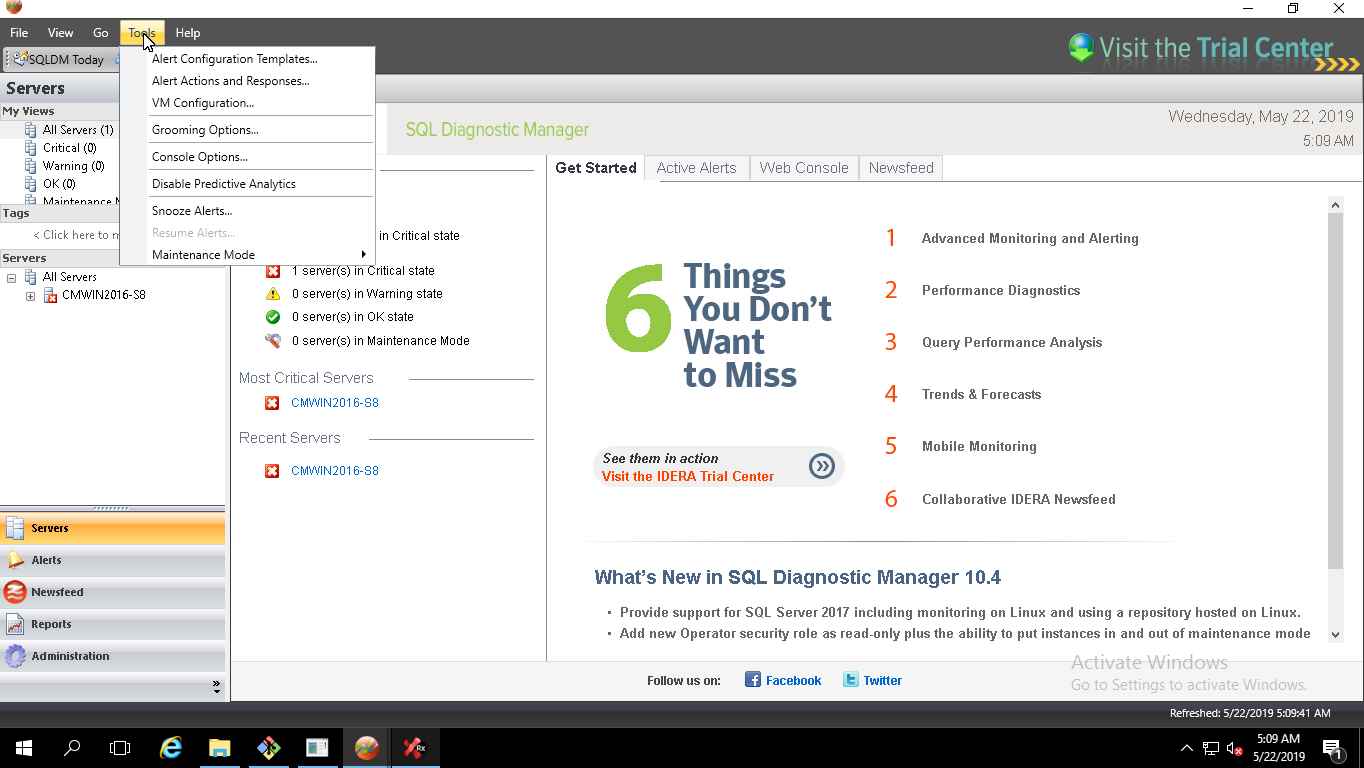 File View Go Tools Help
SQLDM Today
Visit the Trial Center
Servers
My Views
All Servers (1)
Critical (0)
Warning (0)
OK (0)
Maintenance
Tags
< Click here to
Servers
All Servers
CMWIN2016-S8
Alert Configuration Templates...
Alert Actions and Responses...
VM Configuration...
Grooming Options...
Console Options...
Disable Predictive Analytics
Snooze Alerts...
Resume Alerts...
Maintenance Mode
SQL Diagnostic Manager
Wednesday, May 22, 2019
5:09 AM
in Critical state
1 server(s) in Critical state
0 server(s) in Warning state
0 server(s) in OK state
0 server(s) in Maintenance Mode
Most Critical Servers
CMWIN2016-S8
Recent Servers
CMWIN2016-S8
Get Started Active Alerts Web Console Newsfeed
6 Things
You Don't
Want
to Miss
See them in action
Visit the IDERA Trial Center
1 Advanced Monitoring and Alerting
2 Performance Diagnostics
3 Query Performance Analysis
4 Trends & Forecasts
5 Mobile Monitoring
6 Collaborative IDERA Newsfeed
What's New in SQL Diagnostic Manager 10.4
• Provide support for SQL Server 2017 including monitoring on Linux and using a repository hosted on Linux.
• Add new Operator security role as read-only plus the ability to put instances in and out of maintenance mode
Servers
Alerts
Newsfeed
Reports
Administration
Follow us on: Facebook Twitter
Activate Windows
Go to Settings to activate Windows.
Refreshed: 5/22/2019 5:09:41 AM
Rx
5:09 AM
5/22/2019
1